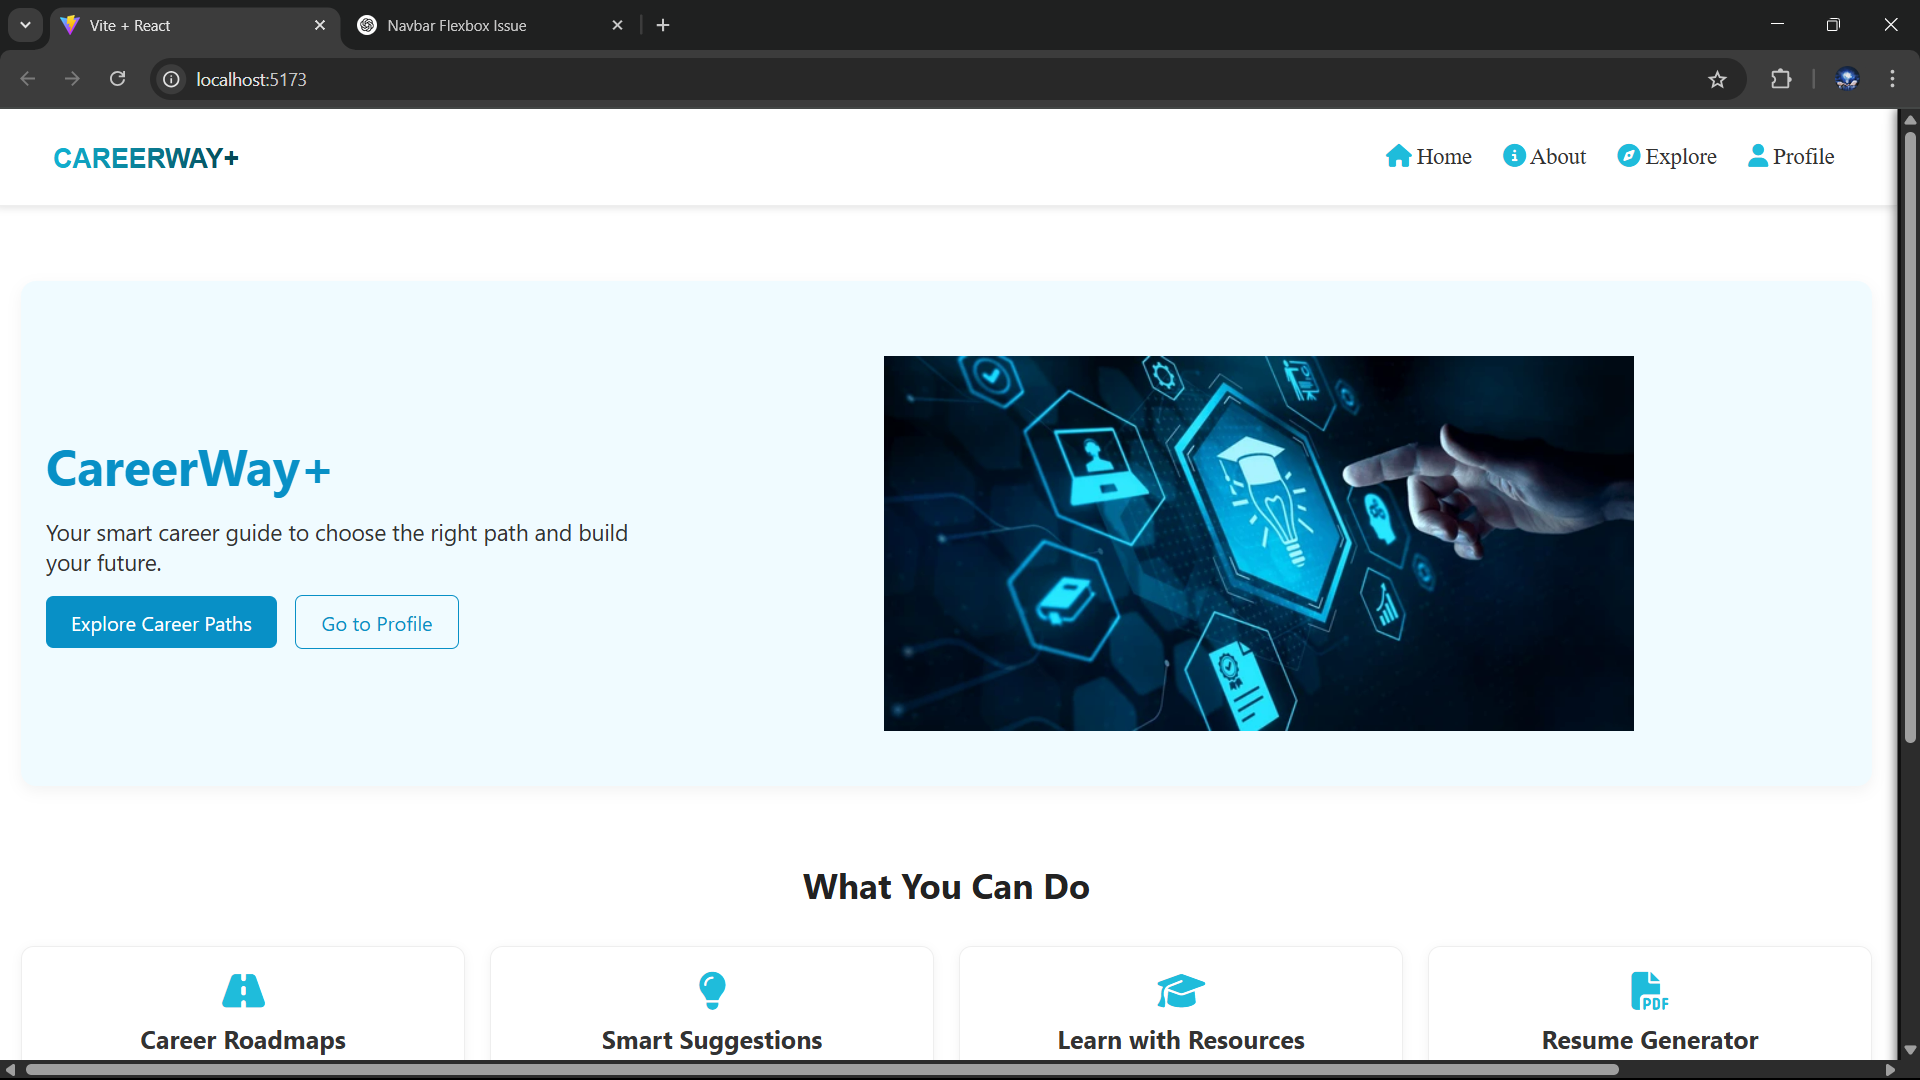 Vite + React
Navbar Flexbox Issue
localhost:5173
CAREERWAY+
Home
About
Explore
Profile
CareerWay+
Your smart career guide to choose the right path and build
your future.
Explore Career Paths
Go to Profile
What You Can Do
PDF
Career Roadmaps
Smart Suggestions
Learn with Resources
Resume Generator